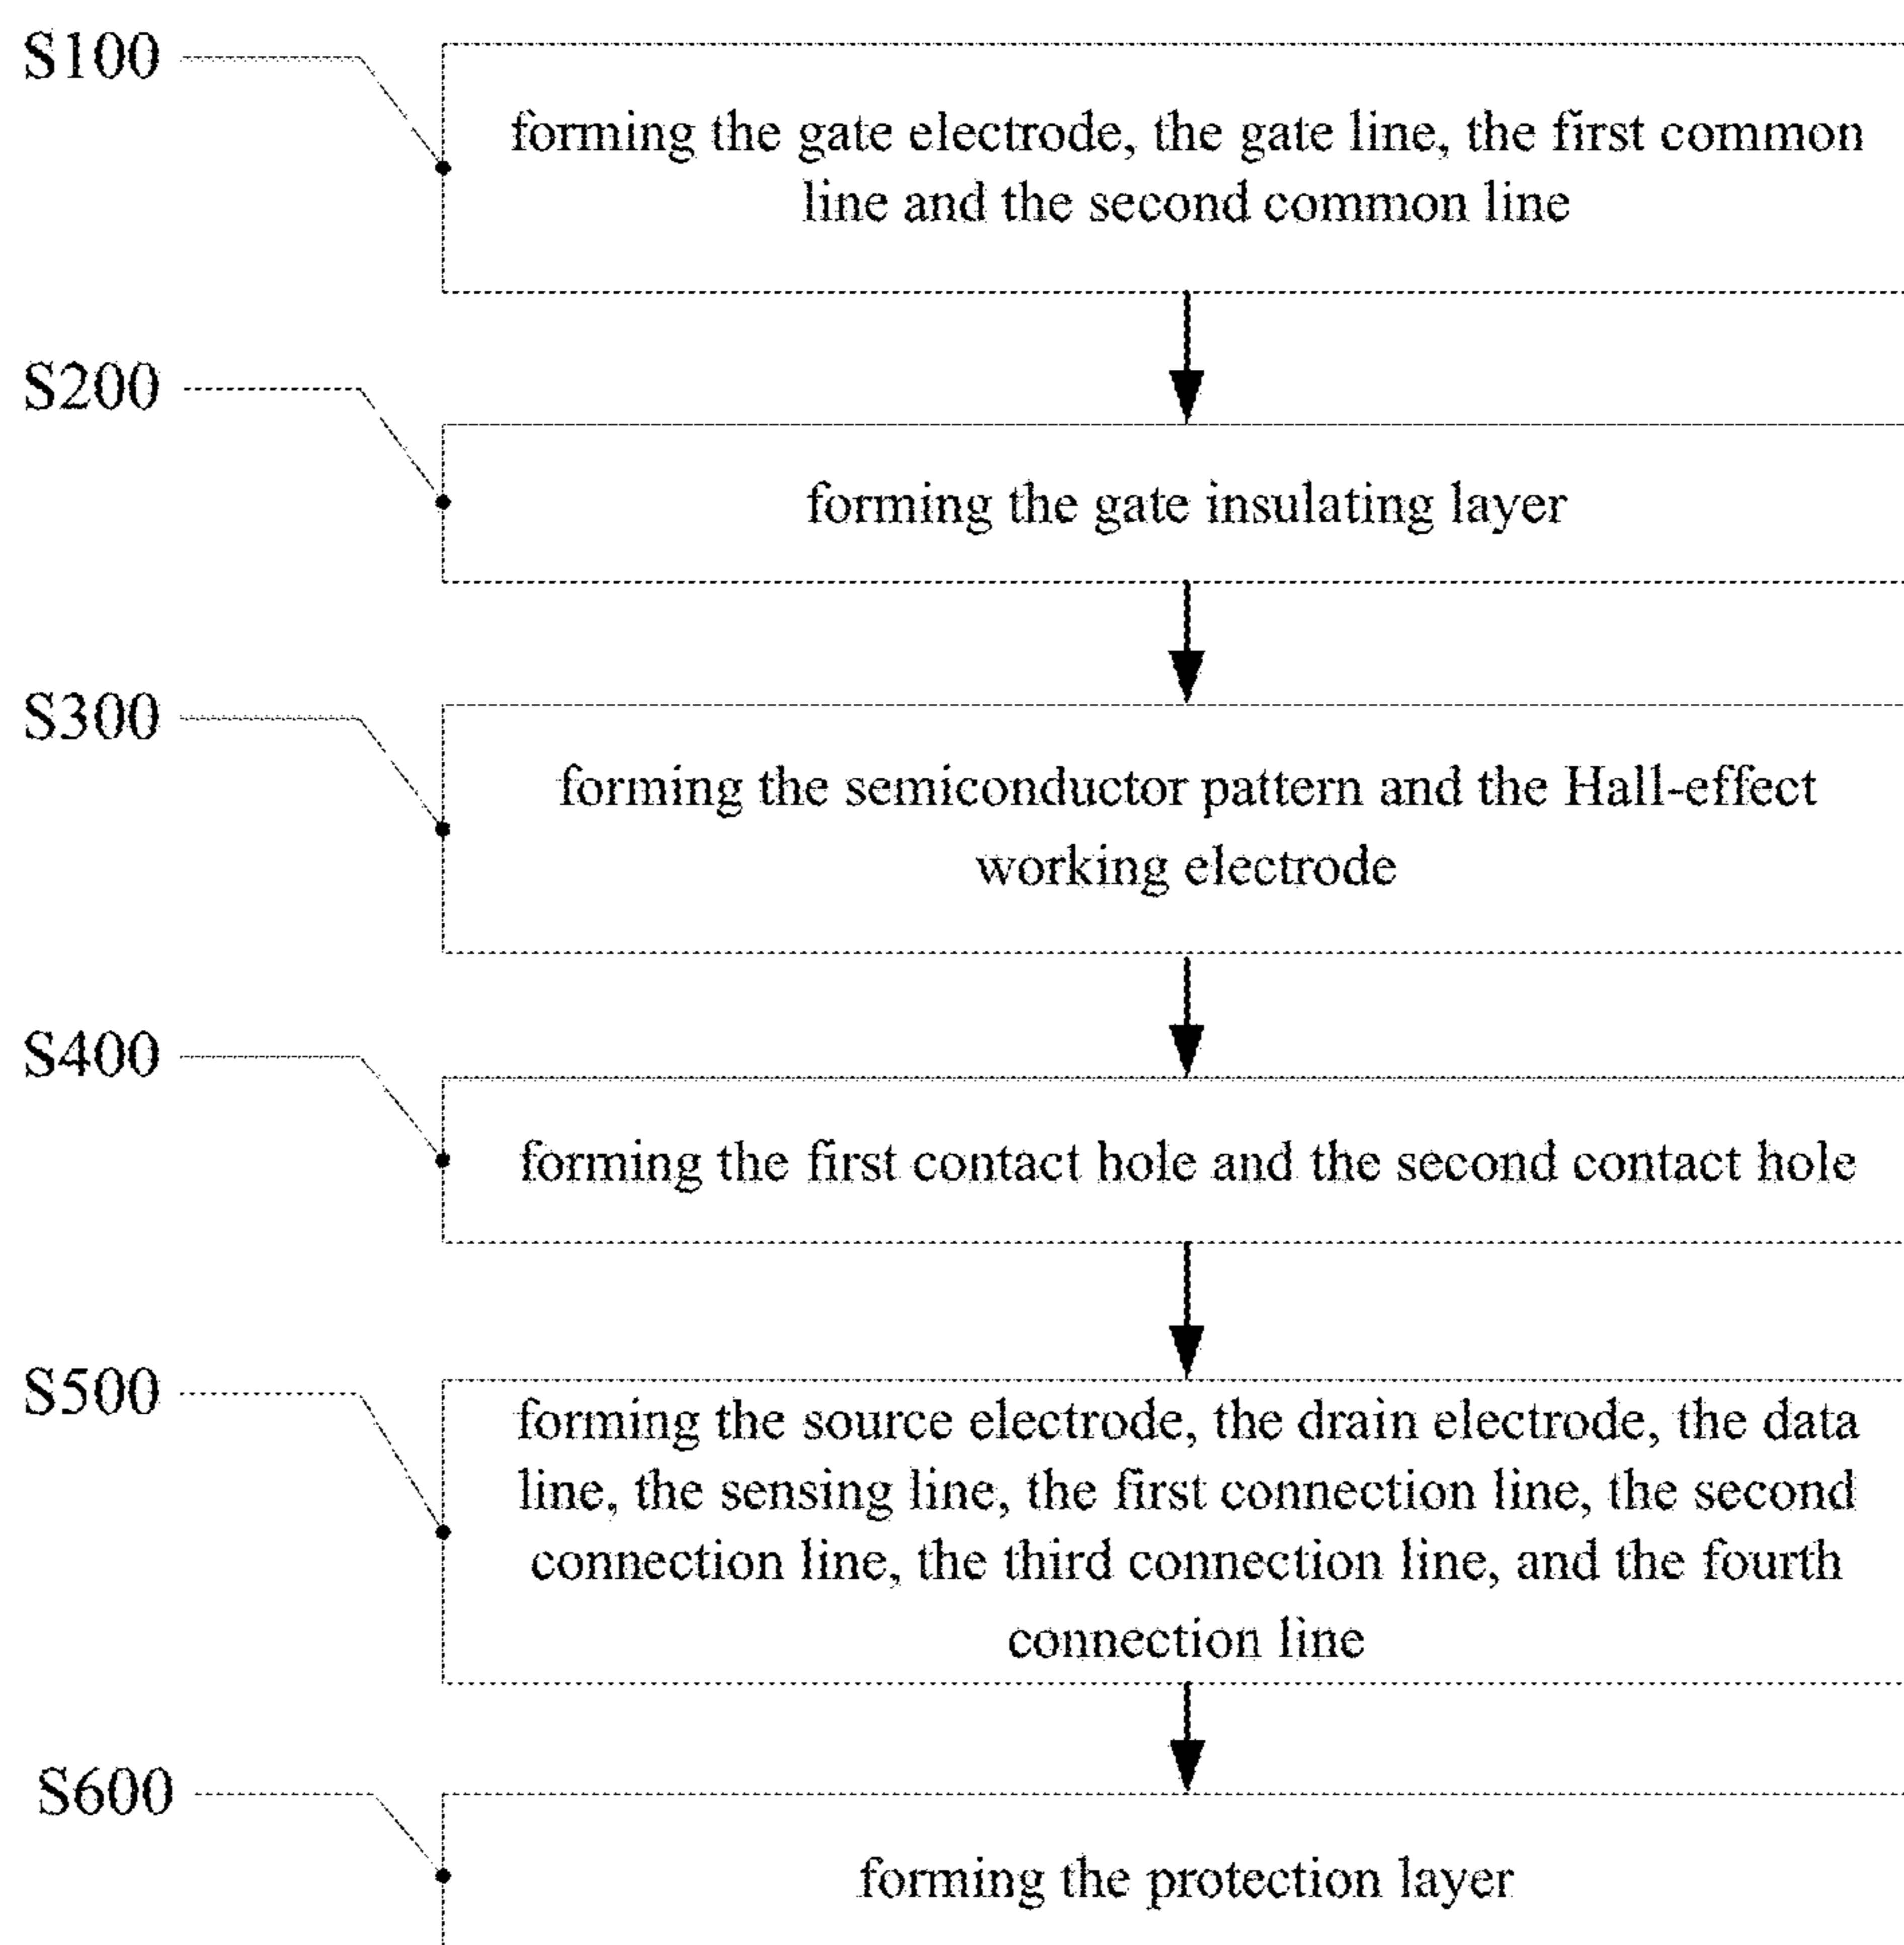 S100
forming the gate electrode, the gate line, the first common
line and the second common line
S200
forming the gate insulating layer
S300
forming the semiconductor pattern and the Hall-effect
working electrode
S400
forming the first contact hole and the second contact hole
S500
forming the source electrode, the drain electrode, the data
line, the sensing line, the first connection line, the second
connection line, the third connection line, and the fourth
connection line
S600
forming the protection layer